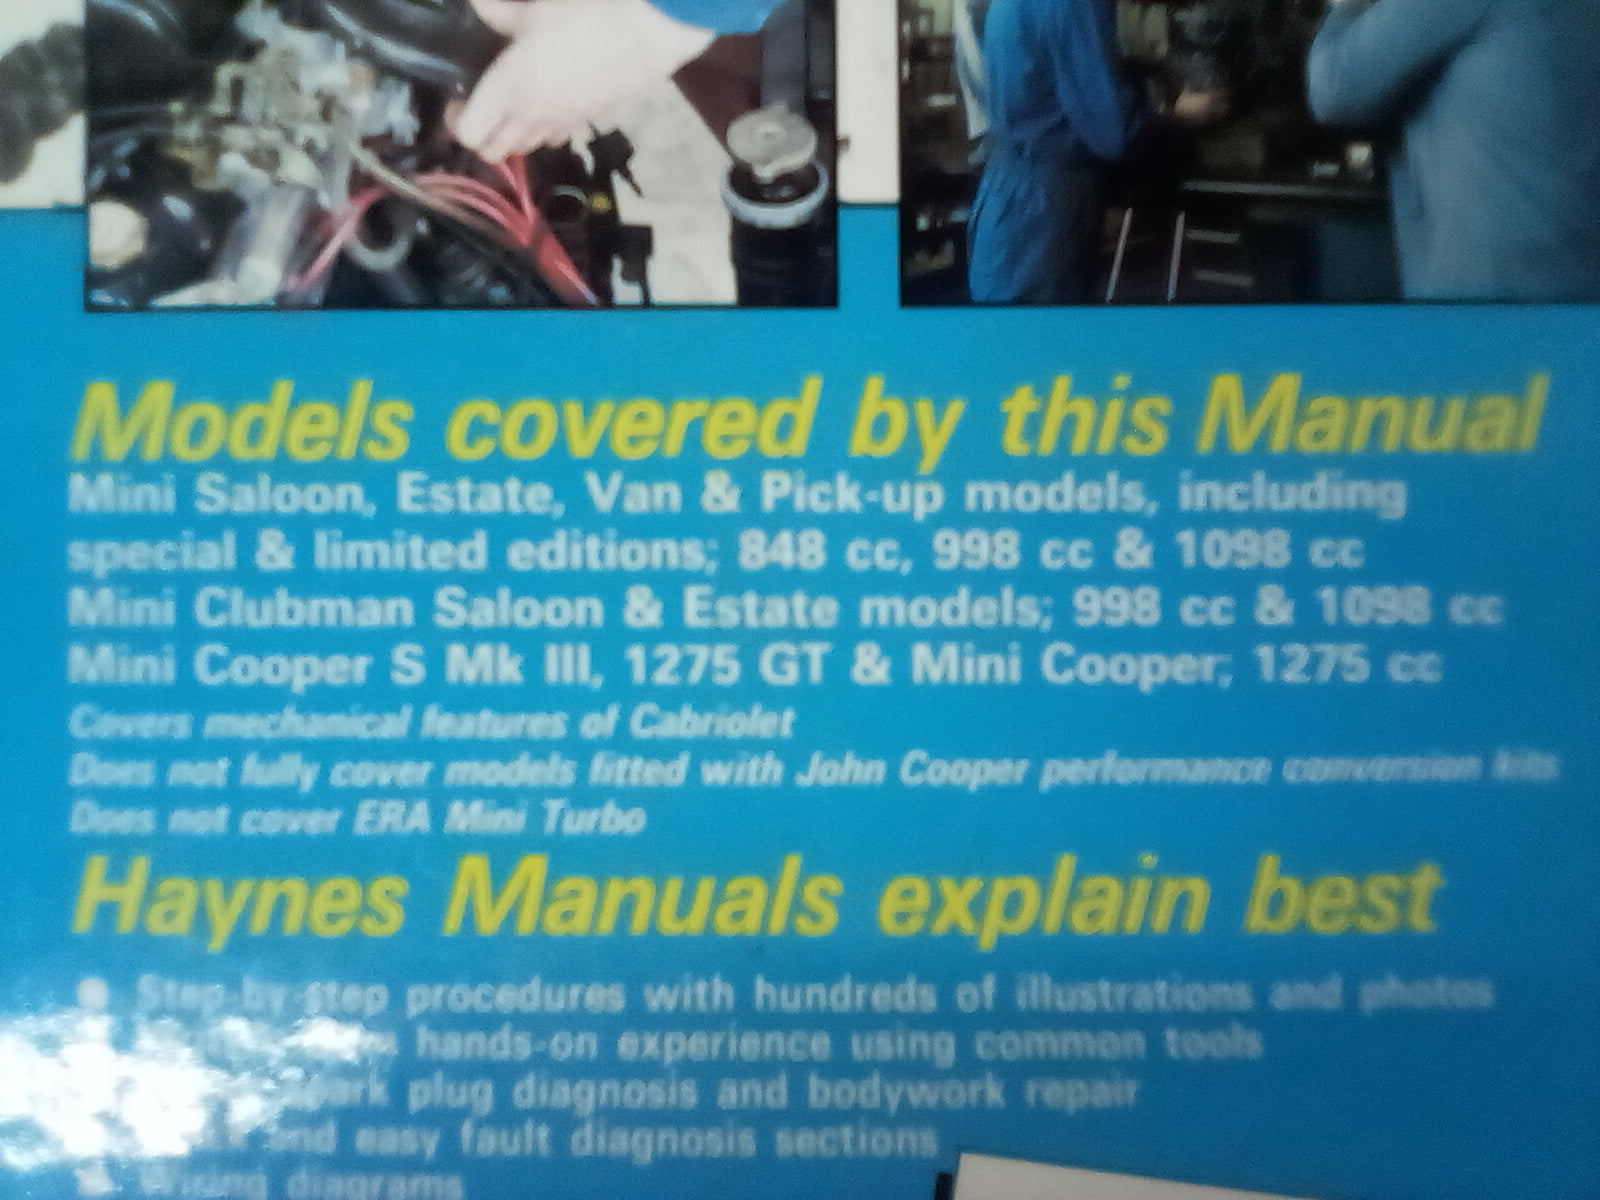 Models covered by this Manual
Mini Saloon, Estate, Van & Pick-up models, including
special & limited editions; 848 cc, 998 cc & 1098 cc
Mini Clubman Saloon & Estate models; 998 cc & 1098 cc
Mini Cooper S Mk III, 1275 GT & Mini Cooper; 1275 cc
Covers mechanical features of Cabriolet
Does not fully cover models fitted with John Cooper performance conversion kits
Does not cover ERA Mini Turbo
Haynes Manuals explain best
• Step-by-step procedures with hundreds of illustrations and photos
hands-on experience using common tools
plug diagnosis and bodywork repair
and easy fault diagnosis sections
Wiring diagrams